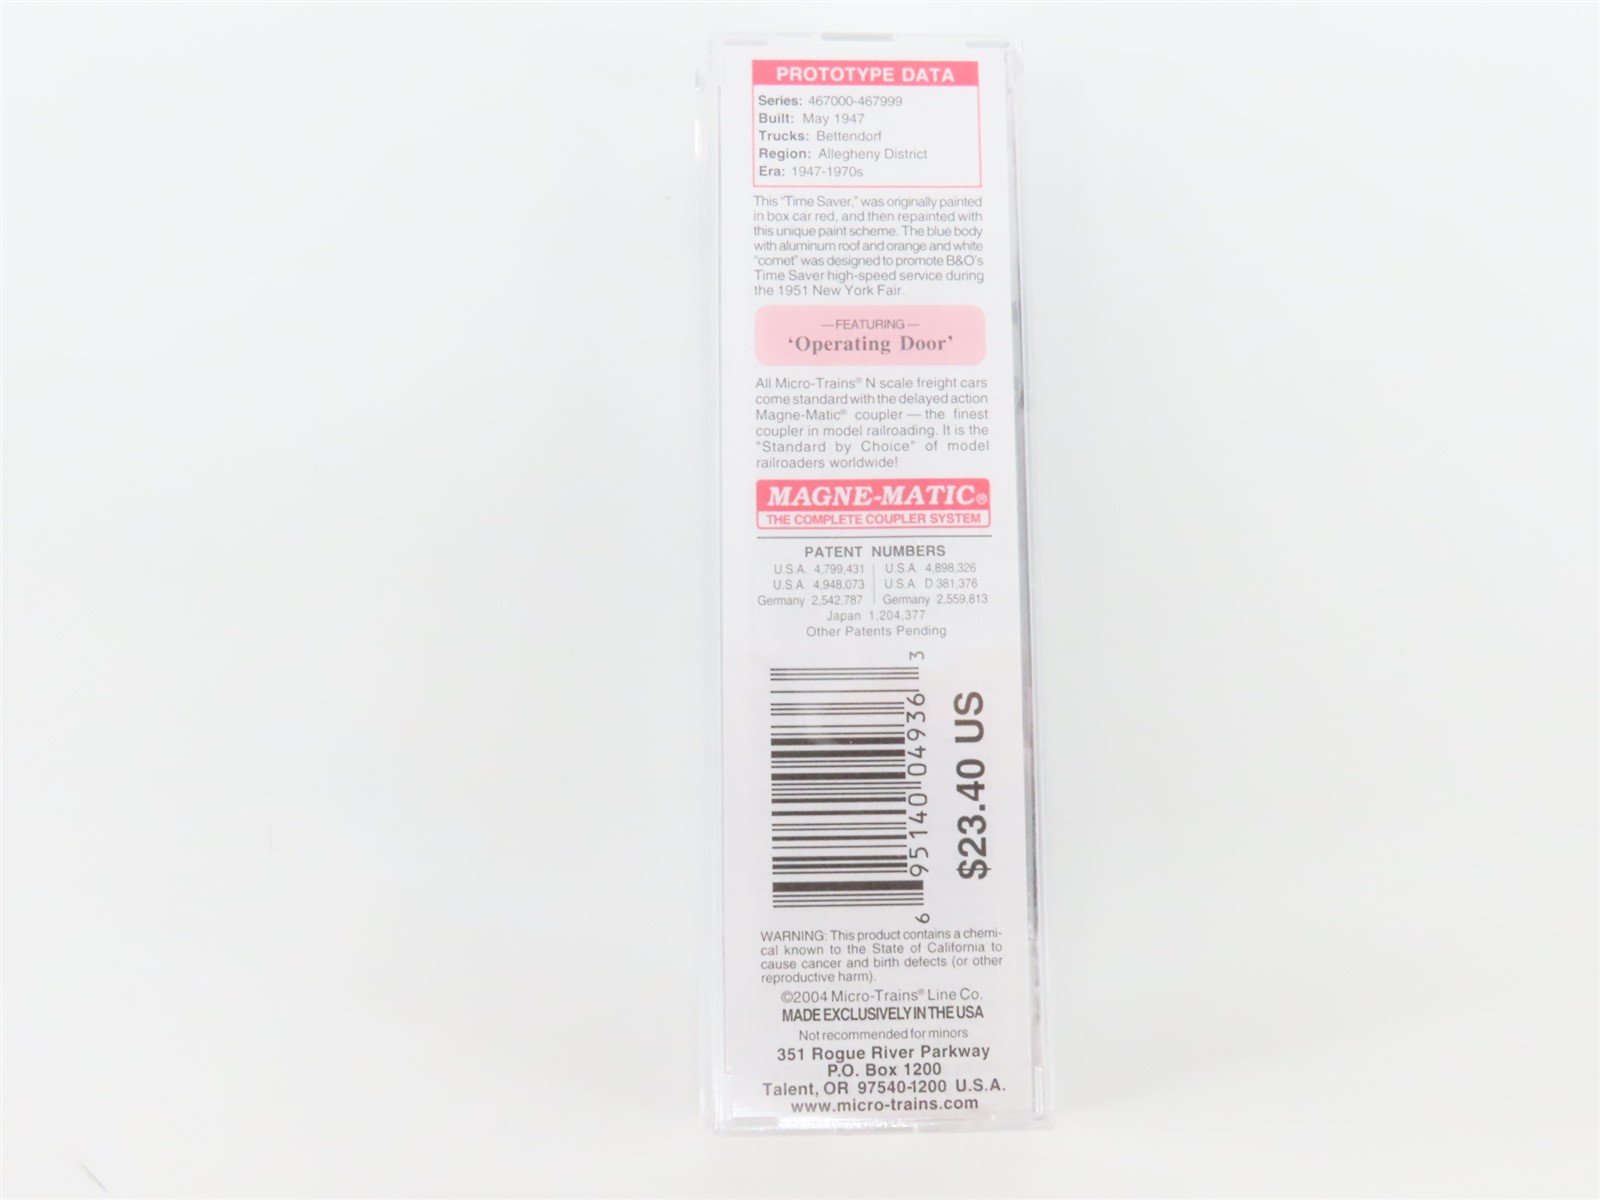 PROTOTYPE DATA
Series: 467000-467999
Built: May 1947
Trucks: Bettendorf
Region: Allegheny District
Era: 1947-1970s
This "Time Saver," was originally painted
in box car red, and then repainted with
this unique paint scheme. The blue body
with aluminum roof and orange and white
"comet" was designed to promote B&O's
Time Saver high-speed service during
the 1951 New York Fair.
—FEATURING—
'Operating Door'
All Micro-Trains® N scale freight cars
come standard with the delayed action
Magne-Matic® coupler — the finest
coupler in model railroading. It is the
"Standard by Choice" of model
railroaders worldwide!
MAGNE-MATIC®
THE COMPLETE COUPLER SYSTEM
PATENT NUMBERS
U.S.A. 4,799,431 | U.S.A. 4,898,326
U.S.A. 4,948,073 | U.S.A. D 381,376
Germany 2,542,787 | Germany 2,559,813
Japan 1,204,377
Other Patents Pending
6 95140 04936 3
$23.40 US
WARNING: This product contains a chemi-
cal known to the State of California to
cause cancer and birth defects (or other
reproductive harm).
©2004 Micro-Trains® Line Co.
MADE EXCLUSIVELY IN THE USA
Not recommended for minors
351 Rogue River Parkway
P.O. Box 1200
Talent, OR 97540-1200 U.S.A.
www.micro-trains.com